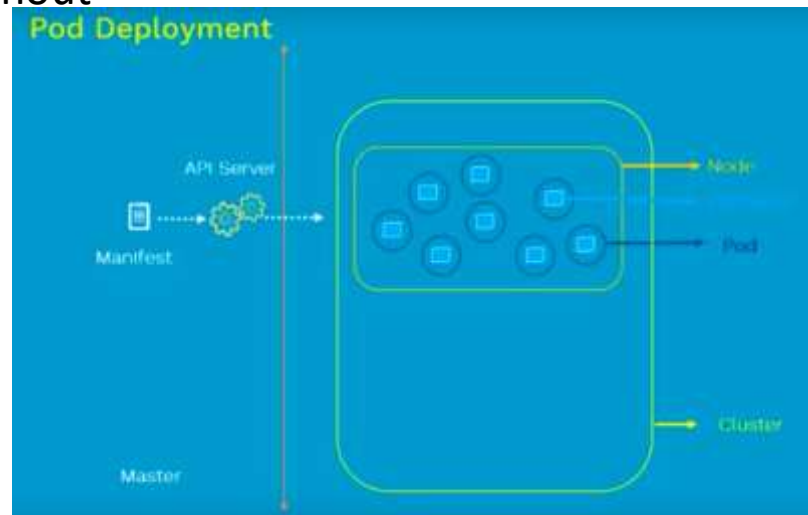 Pod Deployment
API Server
Node
Pod
Manifest
Cluster
Master